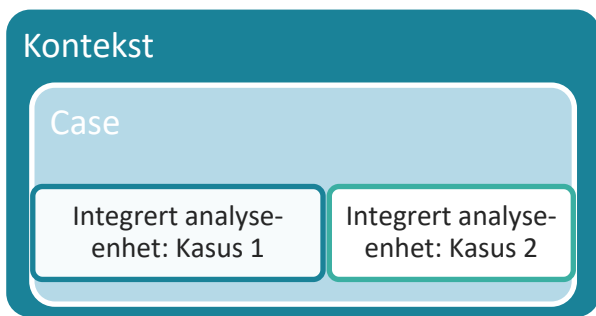 Kontekst
Case
Integrert analyse-
enhet: Kasus 1
Integrert analyse-
enhet: Kasus 2